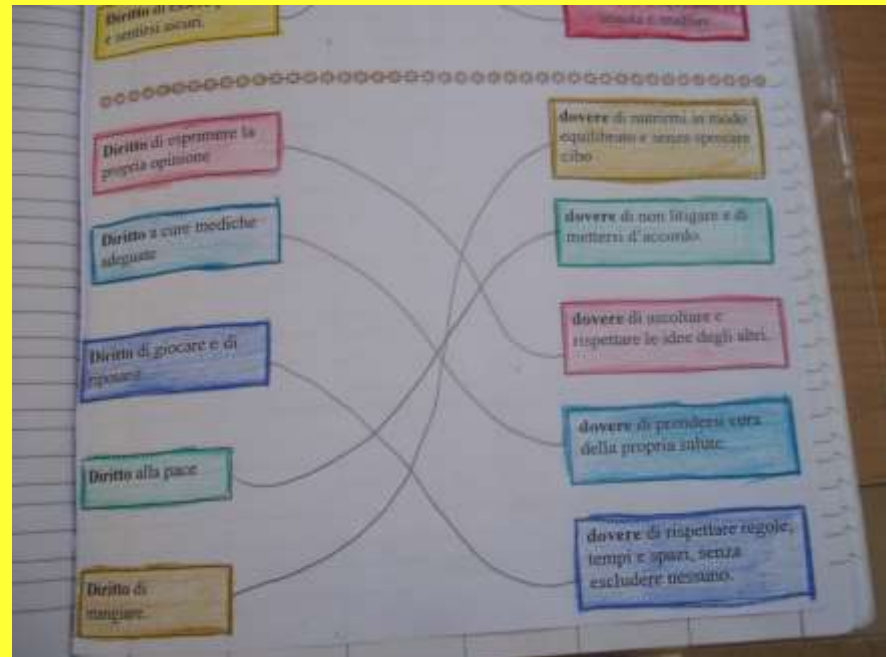 Diritto di
e sentirsi sicuri.
Diritto di esprimere la
propria opinione
Diritto a cure mediche
adeguate
Diritto di giocare e di
riposare
Diritto alla pace
Diritto di
mangiare.
dovere di nutrirmi in modo
equilibrato e senza sprecare
cibo
dovere di non litigare e di
mettersi d'accordo.
dovere di ascoltare e
rispettare le idee degli altri.
dovere di prendersi cura
della propria salute
dovere di rispettare regole,
tempi e spazi, senza
escludere nessuno.